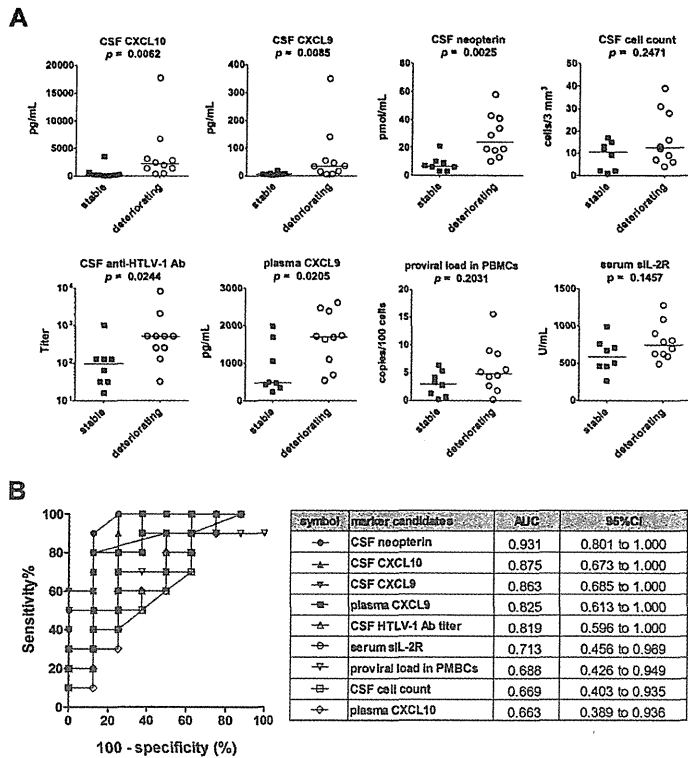 A
CSF CXCL10
p = 0.0062
pg/mL
20000
15000
10000
5000
0
stable
deteriorating
CSF CXCL9
p = 0.0085
pg/mL
400
300
200
100
0
stable
deteriorating
CSF neopterin
p = 0.0025
pmol/mL
80
60
40
20
0
stable
deteriorating
CSF cell count
p = 0.2471
cells/3 mm³
50
40
30
20
10
0
stable
deteriorating
CSF anti-HTLV-1 Ab
p = 0.0244
Titer
10⁴
10³
10²
10¹
stable
deteriorating
plasma CXCL9
p = 0.0205
pg/mL
3000
2000
1000
0
stable
deteriorating
proviral load in PBMCs
p = 0.2031
copies/100 cells
20
15
10
5
0
stable
deteriorating
serum sIL-2R
p = 0.1457
U/mL
1500
1000
500
0
stable
deteriorating
B
Sensitivity%
100
80
60
40
20
0
0 20 40 60 80 100
100 - specificity (%)
symbol marker candidates AUC 95%CI
CSF neopterin 0.931 0.801 to 1.000
CSF CXCL10 0.875 0.673 to 1.000
CSF CXCL9 0.863 0.685 to 1.000
plasma CXCL9 0.825 0.613 to 1.000
CSF HTLV-1 Ab titer 0.819 0.596 to 1.000
serum sIL-2R 0.713 0.456 to 0.969
proviral load in PMBCs 0.688 0.426 to 0.949
CSF cell count 0.669 0.403 to 0.935
plasma CXCL10 0.663 0.389 to 0.936